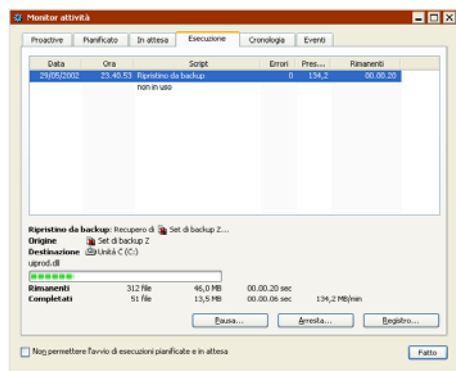 Monitor attività
Proactive Pianificato In attesa Esecuzione Cronologia Eventi
Data Ora Script Errori Pres... Rimanenti
29/05/2002 23.40.53 Ripristino da backup 0 134,2 00.00.20
non in uso
Ripristino da backup: Recupero di Set di backup Z...
Origine Set di backup Z
Destinazione Unità C (C:)
uiprod.dll
Rimanenti 312 file 46,0 MB 00.00.20 sec
Completati 51 file 13,5 MB 00.00.06 sec 134,2 MB/min
Pausa... Arresta... Registro...
Non permettere l'avvio di esecuzioni pianificate e in attesa
Fatto